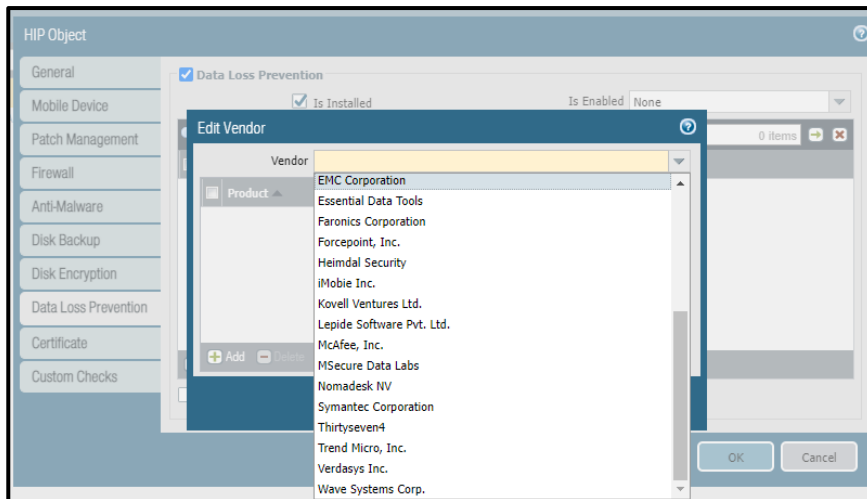 HIP Object
General
Mobile Device
Patch Management
Firewall
Anti-Malware
Disk Backup
Disk Encryption
Data Loss Prevention
Certificate
Custom Checks
Data Loss Prevention
Is Installed
Is Enabled None
0 items
Edit Vendor
Vendor
Product
EMC Corporation
Essential Data Tools
Faronics Corporation
Forcepoint, Inc.
Heimdal Security
iMobie Inc.
Kovell Ventures Ltd.
Lepide Software Pvt. Ltd.
McAfee, Inc.
MSecure Data Labs
Nomadesk NV
Symantec Corporation
Thirtyseven4
Trend Micro, Inc.
Verdasys Inc.
Wave Systems Corp.
Add Delete
OK Cancel